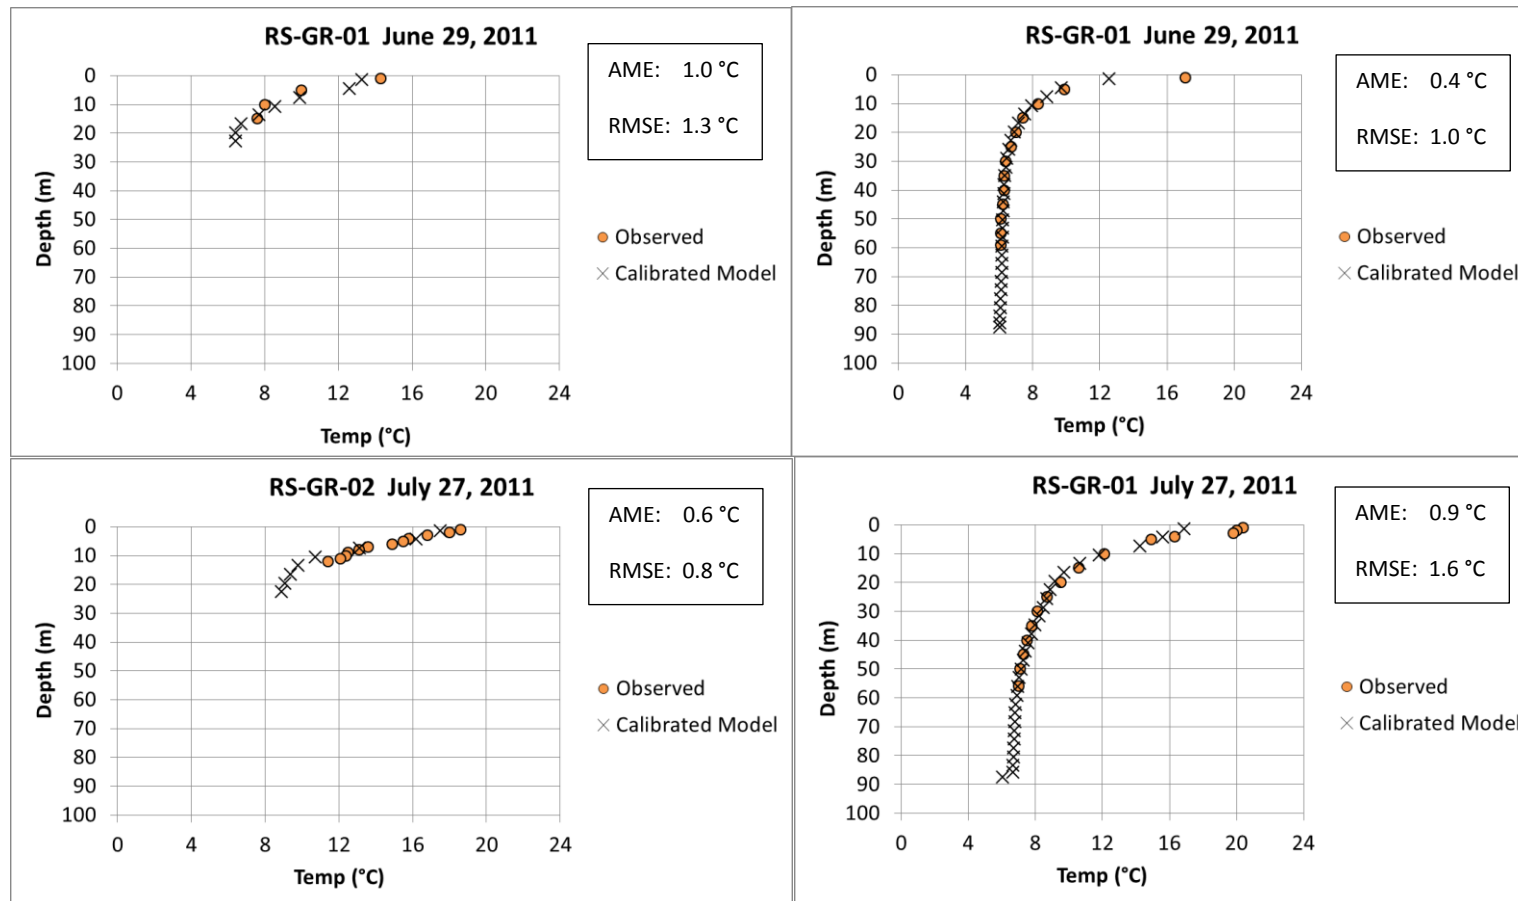 RS-GR-01 June 29, 2011
AME: 1.0 °C
RMSE: 1.3 °C
0
10
20
30
40
50
60
70
80
90
100
Depth (m)
0 4 8 12 16 20 24
Temp (°C)
Observed
Calibrated Model
RS-GR-01 June 29, 2011
AME: 0.4 °C
RMSE: 1.0 °C
0
10
20
30
40
50
60
70
80
90
100
Depth (m)
0 4 8 12 16 20 24
Temp (°C)
Observed
Calibrated Model
RS-GR-02 July 27, 2011
AME: 0.6 °C
RMSE: 0.8 °C
0
10
20
30
40
50
60
70
80
90
100
Depth (m)
0 4 8 12 16 20 24
Temp (°C)
Observed
Calibrated Model
RS-GR-01 July 27, 2011
AME: 0.9 °C
RMSE: 1.6 °C
0
10
20
30
40
50
60
70
80
90
100
Depth (m)
0 4 8 12 16 20 24
Temp (°C)
Observed
Calibrated Model